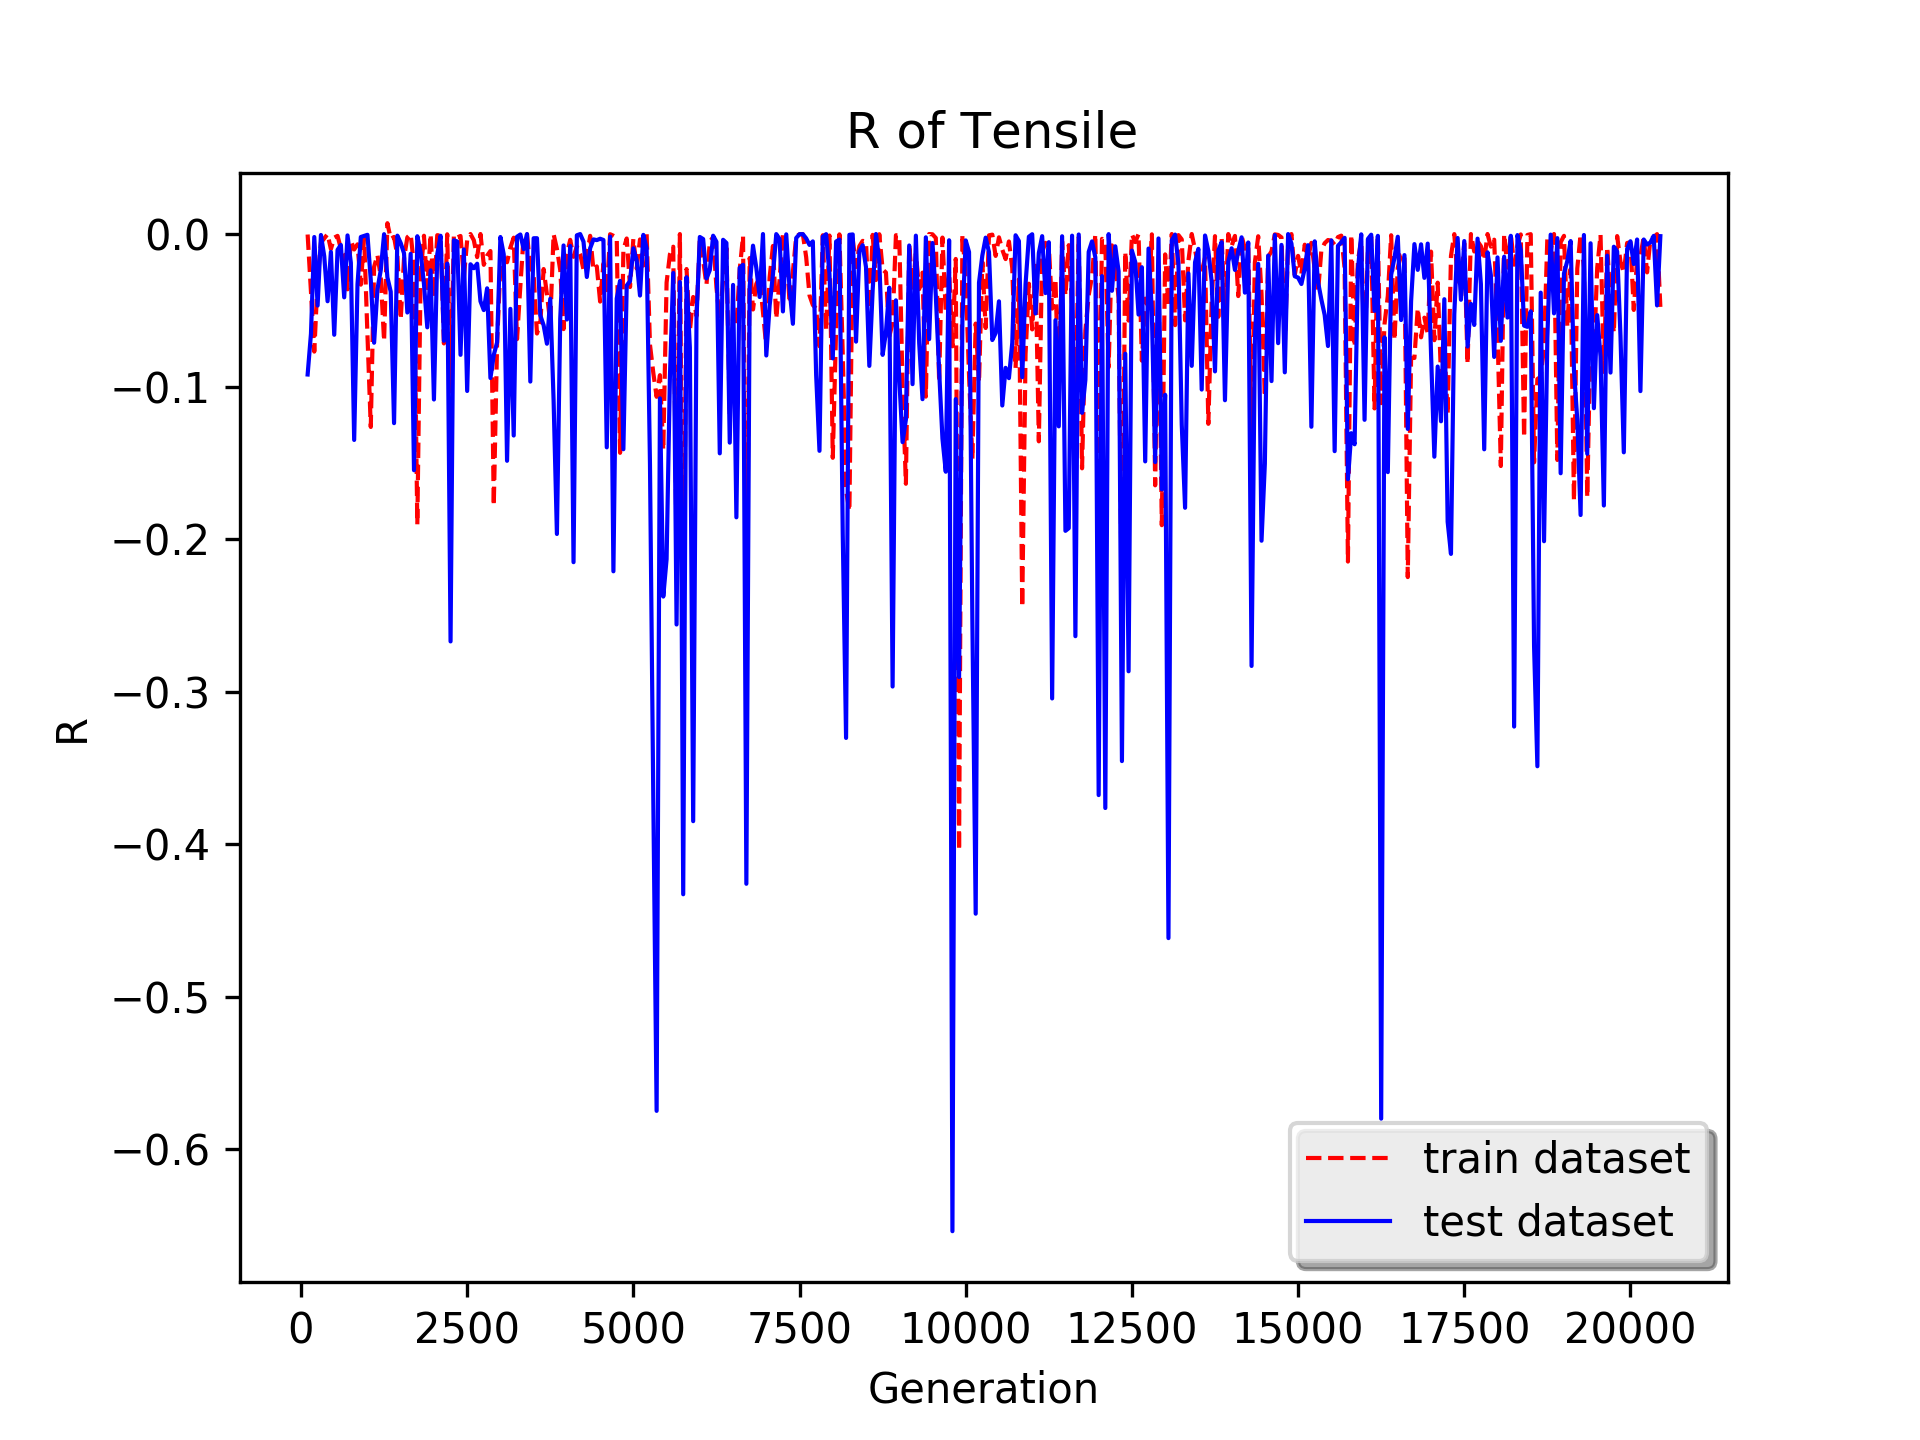 R of Tensile
0.0
−0.1
−0.2
−0.3
−0.4
−0.5
−0.6
R
0 2500 5000 7500 10000 12500 15000 17500 20000
Generation
train dataset
test dataset